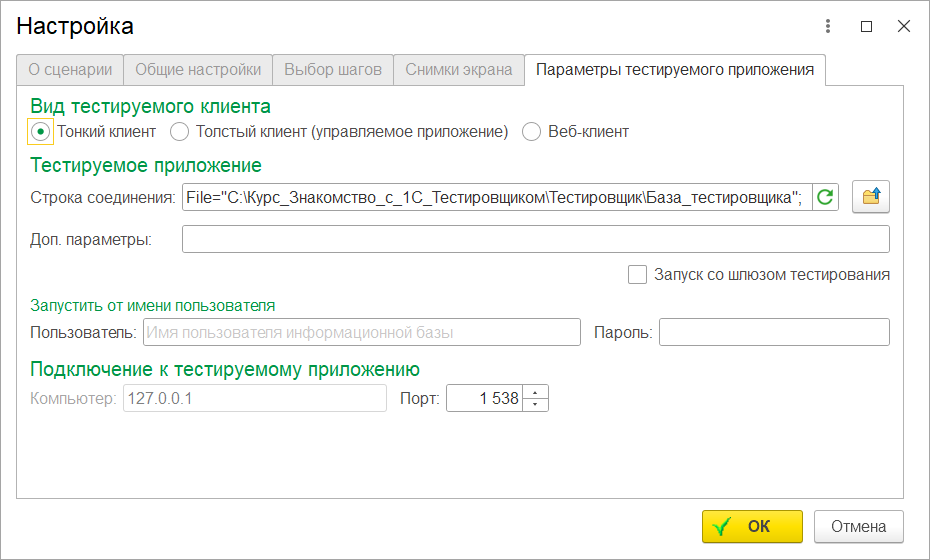 Настройка
О сценарии Общие настройки Выбор шагов Снимки экрана Параметры тестируемого приложения
Вид тестируемого клиента
Тонкий клиент Толстый клиент (управляемое приложение) Веб-клиент
Тестируемое приложение
Строка соединения: File="C:\Курс_Знакомство_с_1С_Тестировщиком\Тестировщик\База_тестировщика";
Доп. параметры:
Запуск со шлюзом тестирования
Запустить от имени пользователя
Пользователь: Имя пользователя информационной базы Пароль:
Подключение к тестируемому приложению
Компьютер: 127.0.0.1 Порт: 1 538
ОК Отмена